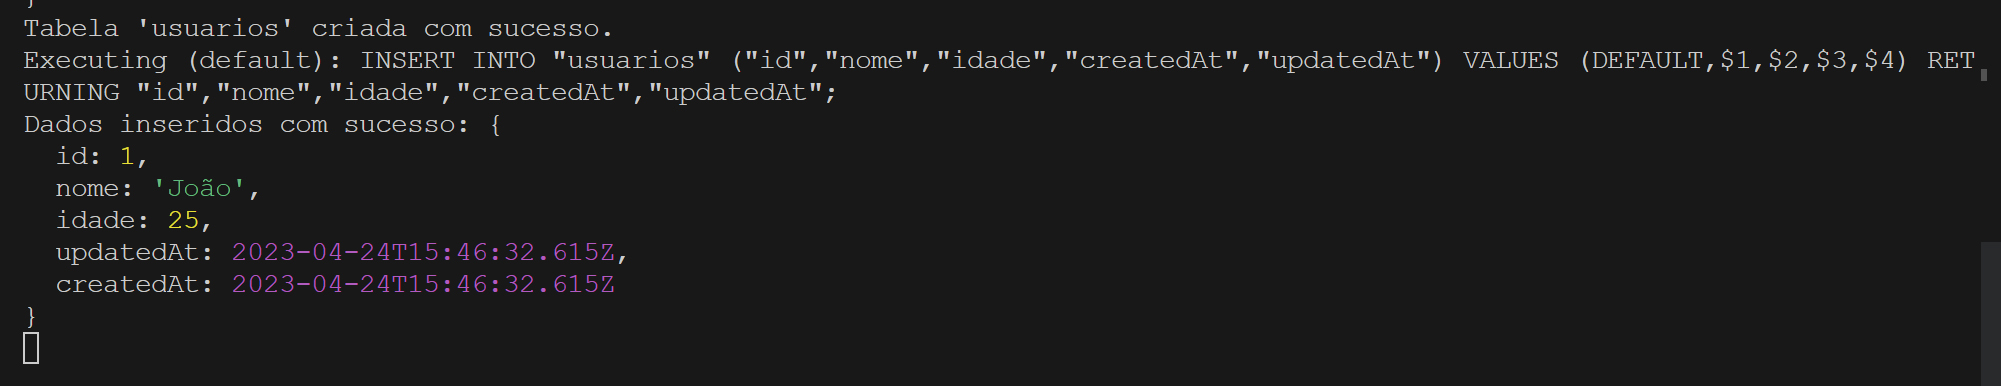 }
Tabela 'usuarios' criada com sucesso.
Executing (default): INSERT INTO "usuarios" ("id","nome","idade","createdAt","updatedAt") VALUES (DEFAULT,$1,$2,$3,$4) RET
URNING "id","nome","idade","createdAt","updatedAt";
Dados inseridos com sucesso: {
  id: 1,
  nome: 'João',
  idade: 25,
  updatedAt: 2023-04-24T15:46:32.615Z,
  createdAt: 2023-04-24T15:46:32.615Z
}